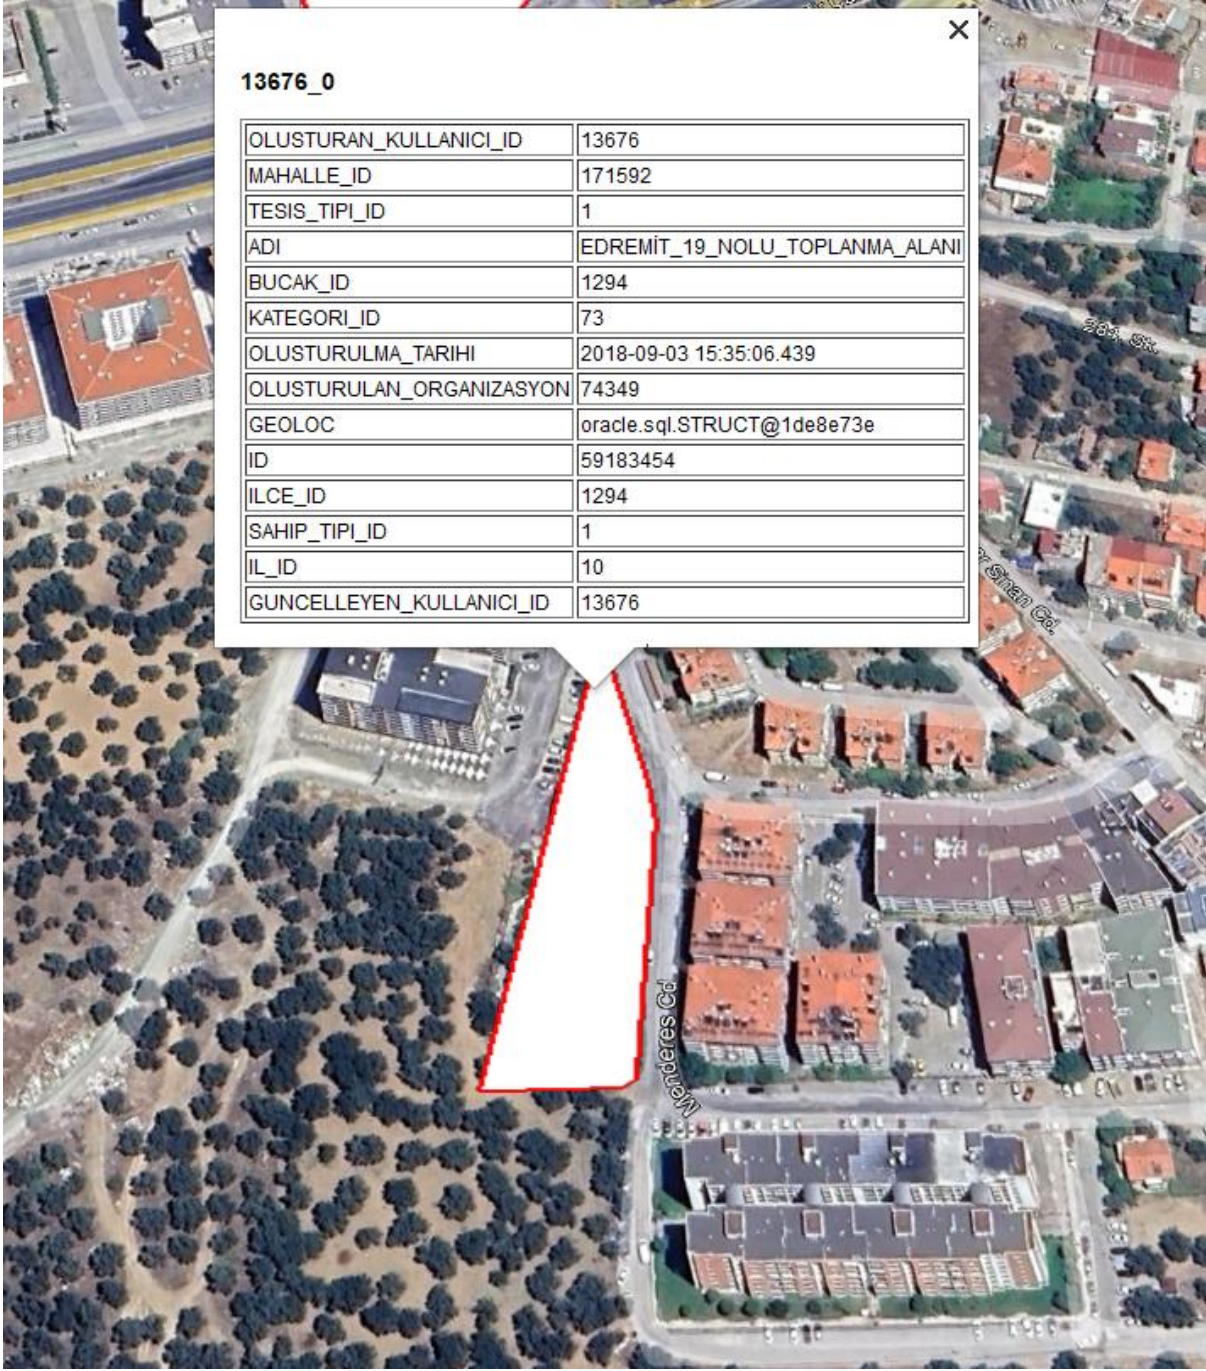 13676_0
OLUSTURAN_KULLANICI_ID 13676
MAHALLE_ID 171592
TESIS_TIPI_ID 1
ADI EDREMİT_19_NOLU_TOPLANMA_ALANI
BUCAK_ID 1294
KATEGORI_ID 73
OLUSTURULMA_TARIHI 2018-09-03 15:35:06.439
OLUSTURULAN_ORGANIZASYON 74349
GEOLOC oracle.sql.STRUCT@1de8e73e
ID 59183454
ILCE_ID 1294
SAHIP_TIPI_ID 1
IL_ID 10
GUNCELLEYEN_KULLANICI_ID 13676
284. Sk.
Sinan Cd.
Menderes Cd